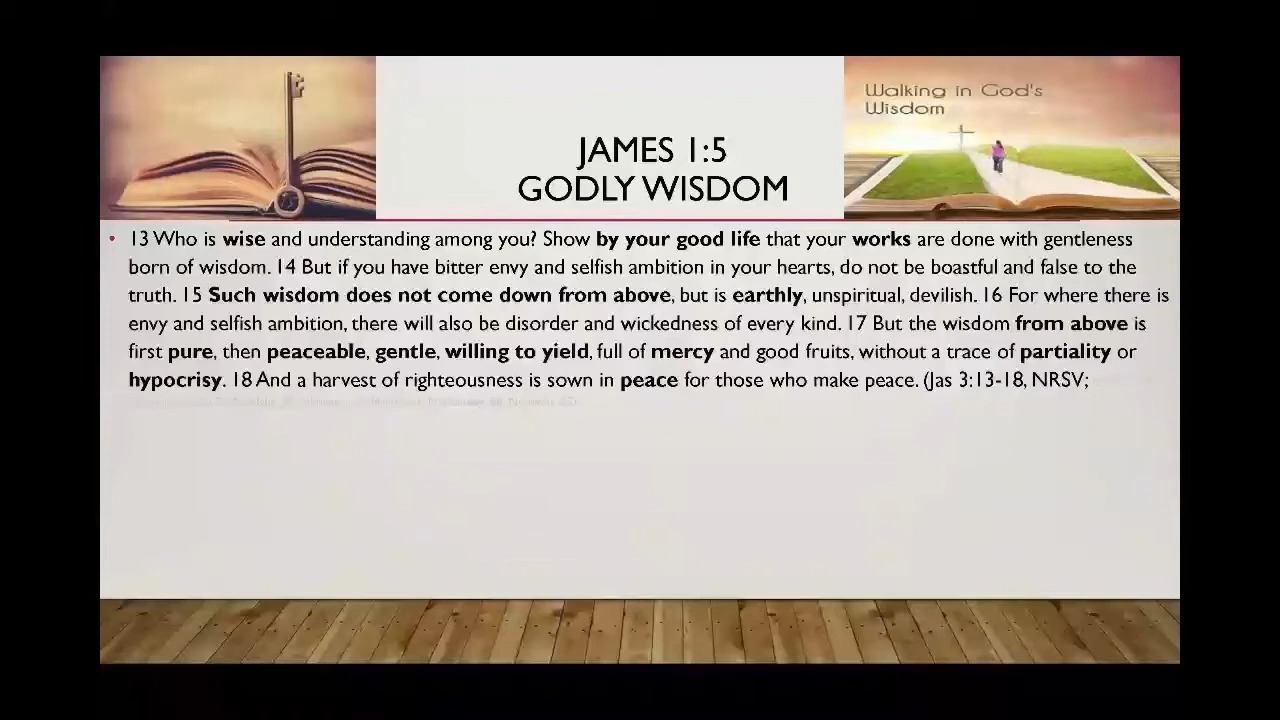 Walking in God's
Wisdom
JAMES 1:5
GODLY WISDOM
• 13 Who is wise and understanding among you? Show by your good life that your works are done with gentleness
born of wisdom. 14 But if you have bitter envy and selfish ambition in your hearts, do not be boastful and false to the
truth. 15 Such wisdom does not come down from above, but is earthly, unspiritual, devilish. 16 For where there is
envy and selfish ambition, there will also be disorder and wickedness of every kind. 17 But the wisdom from above is
first pure, then peaceable, gentle, willing to yield, full of mercy and good fruits, without a trace of partiality or
hypocrisy. 18 And a harvest of righteousness is sown in peace for those who make peace. (Jas 3:13-18, NRSV;